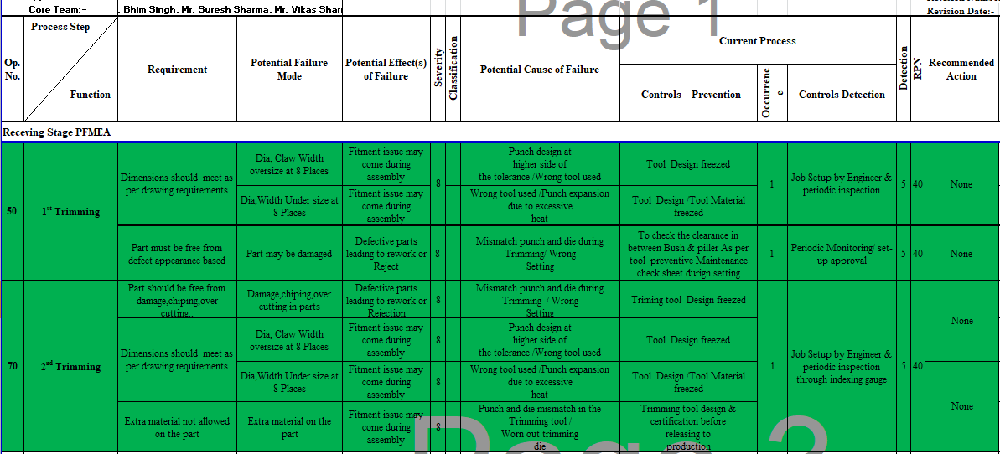 Core Team:-
. Bhim Singh, Mr. Suresh Sharma, Mr. Vikas Shar
Revision Date:-
Page 1
Op. No.
Process Step
Function
Requirement
Potential Failure
Mode
Potential Effect(s)
of Failure
Severity
Classification
Potential Cause of Failure
Current Process
Controls Prevention
Occurrenc
e
Controls Detection
Detection
RPN
Recommended
Action
Receving Stage PFMEA
50
1st Trimming
Dimensions should meet as
per drawing requirements
Dia, Claw Width
oversize at 8 Places
Fitment issue may
come during
assembly
8
Punch design at
higher side of
the tolerance /Wrong tool used
Tool Design freezed
1
Job Setup by Engineer &
periodic inspection
5
40
None
Dia,Width Under size at
8 Places
Fitment issue may
come during
assembly
Wrong tool used /Punch expansion
due to excessive
heat
Tool Design /Tool Material
freezed
Part must be free from
defect appearance based
Part may be damaged
Defective parts
leading to rework or
Reject
8
Mismatch punch and die during
Trimming/ Wrong
Setting
To check the clearance in
between Bush & piller As per
tool preventive Maintenance
check sheet durign setting
1
Periodic Monitoring/ set-
up approval
5
40
None
70
2nd Trimming
Part should be free from
damage,chiping,over
cutting..
Damage,chiping,over
cutting in parts
Defective parts
leading to rework or
Rejection
8
Mismatch punch and die during
Trimming / Wrong
Setting
Triming tool Design freezed
1
Job Setup by Engineer &
periodic inspection
through indexing gauge
5
40
None
Dimensions should meet as
per drawing requirements
Dia, Claw Width
oversize at 8 Places
Fitment issue may
come during
assembly
8
Punch design at
higher side of
the tolerance /Wrong tool used
Tool Design freezed
Dia,Width Under size at
8 Places
Fitment issue may
come during
assembly
8
Wrong tool used /Punch expansion
due to excessive
heat
Tool Design /Tool Material
freezed
None
Extra material not allowed
on the part
Extra material on the
part
Fitment issue may
come during
assembly
8
Punch and die mismatch in the
Trimming tool /
Worn out trimming
die
Trimming tool design &
certification before
releasing to
production
Page 2